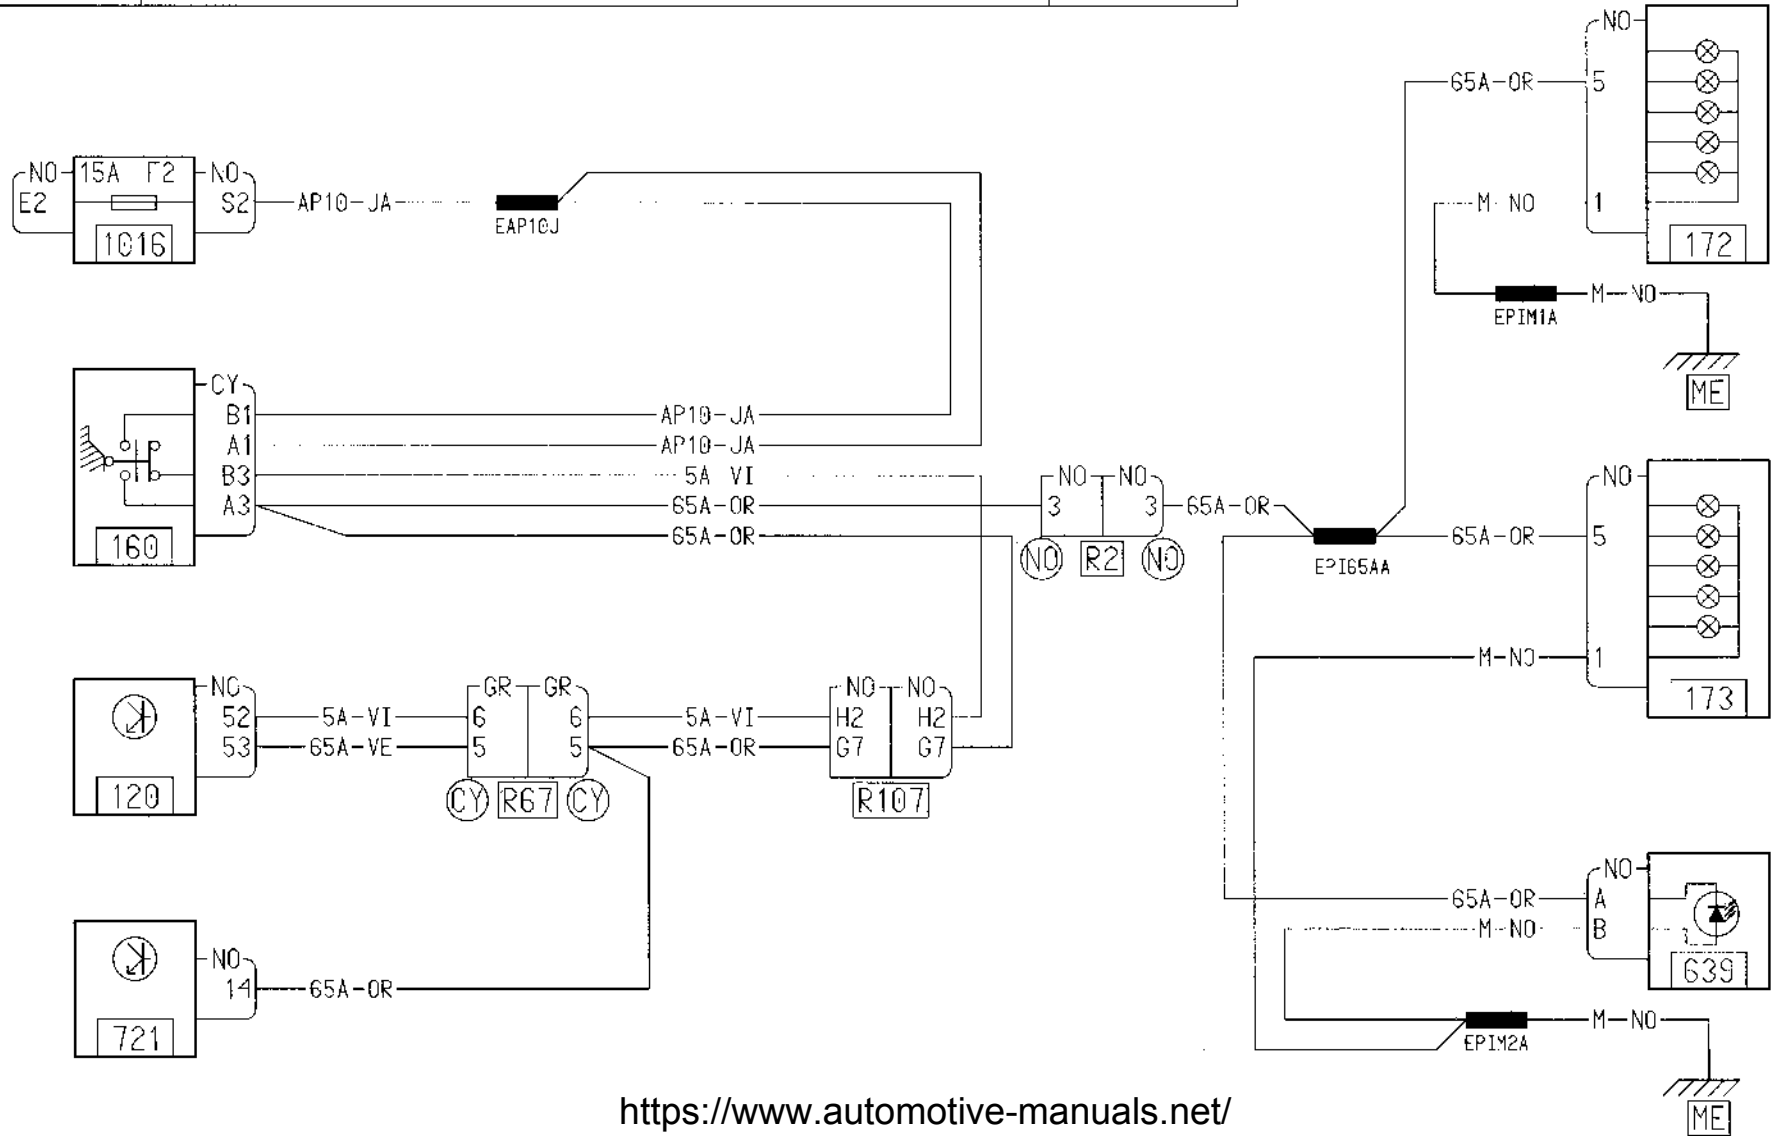 NO 15A F2 NO
E2 S2 AP10-JA
EAP10J
1016
CY
B1 AP10-JA
A1 AP10-JA
B3 5A VI
A3 65A-OR
65A-OR
160
NO NO
3 3 65A-OR
NO R2 NO
EPI65AA
NO
65A-OR 5
M-NO 1
172
M-NO
EPIM1A
ME
NO
65A-OR 5
M-NO 1
173
NO GR GR NO NO
52 5A-VI 6 6 5A-VI H2 H2
53 65A-VE 5 5 65A-OR G7 G7
120 CY R67 CY R107
NO
65A-OR A
M-NO B
639
NO
14 65A-OR
721
M-NO
EPIM2A
ME
https://www.automotive-manuals.net/